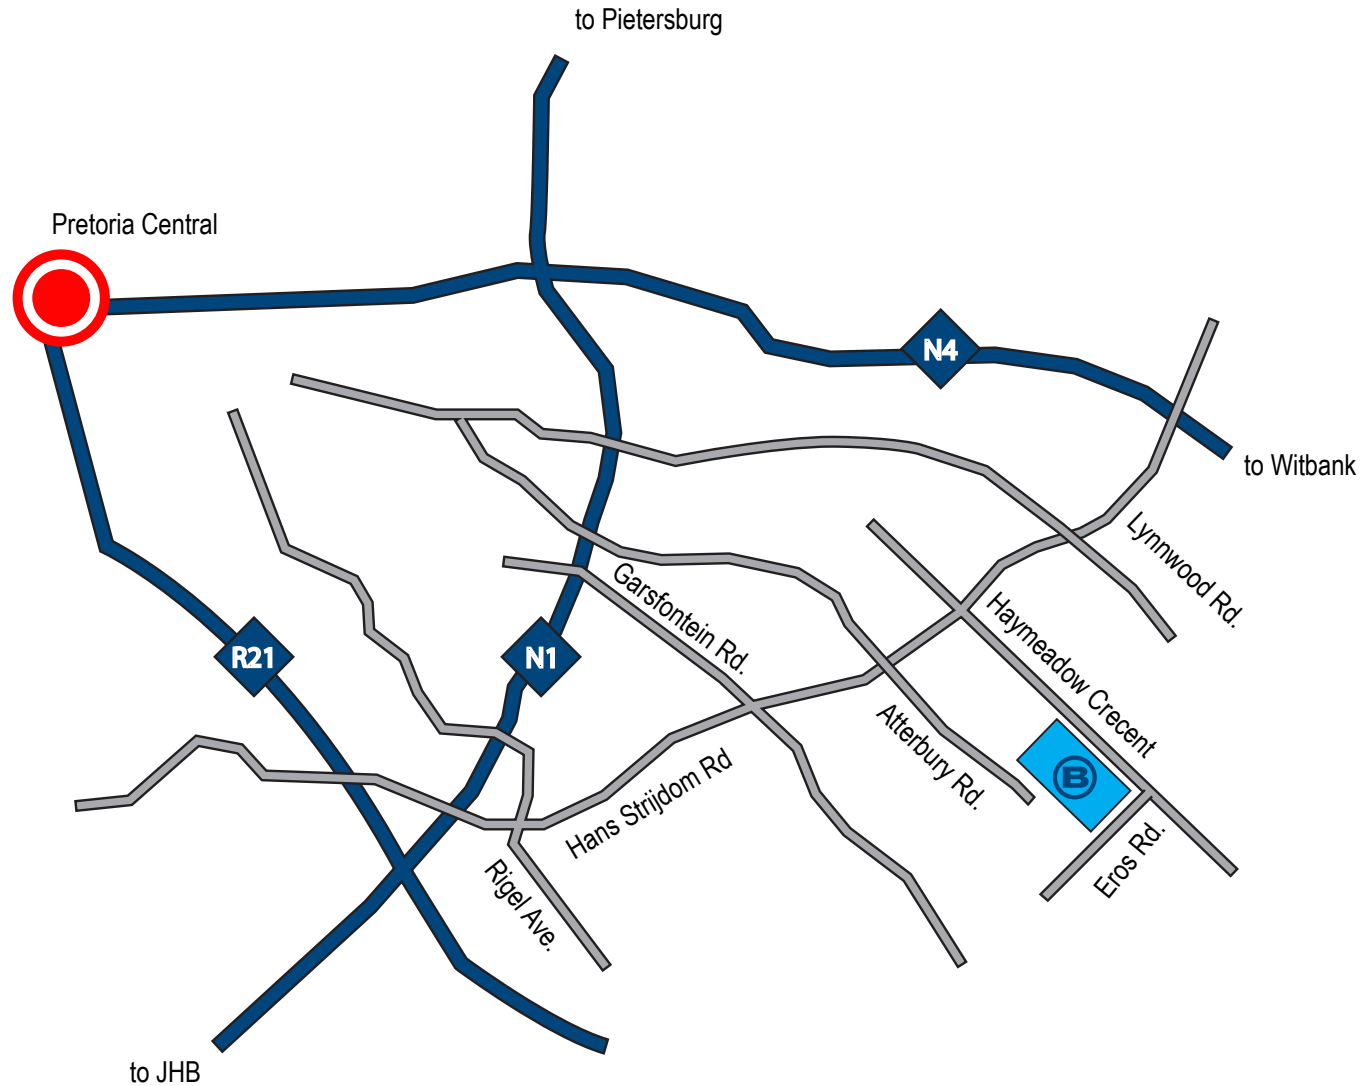 to Pietersburg
Pretoria Central
N4
to Witbank
Lynnwood Rd.
Garsfontein Rd.
Haymeadow Crecent
R21
N1
Atterbury Rd.
Hans Strijdom Rd
B
Eros Rd.
Rigel Ave.
to JHB